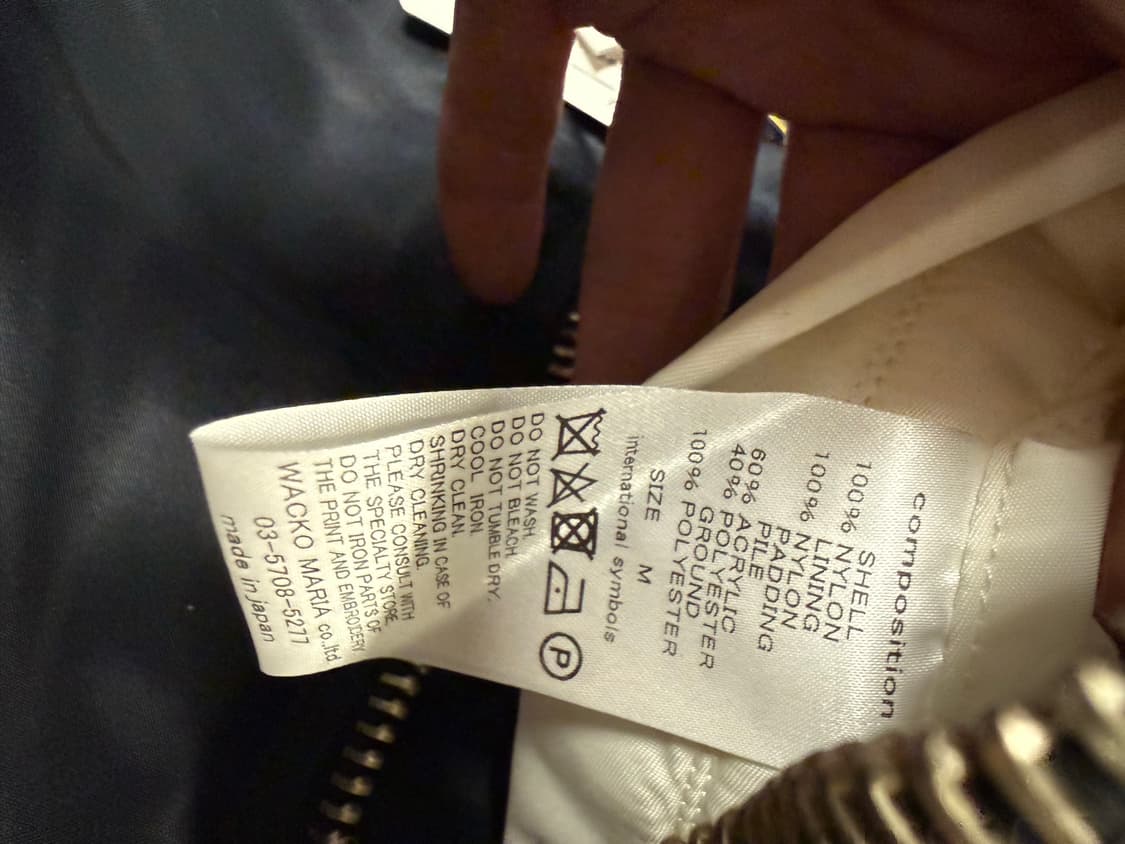 composition
SHELL
100% NYLON
LINING
100% NYLON
PADDING
PILE
60% ACRYLIC
40% POLYESTER
GROUND
100% POLYESTER
SIZE M
international symbols
P
DO NOT WASH.
DO NOT BLEACH.
DO NOT TUMBLE DRY.
COOL IRON.
DRY CLEAN.
SHRINKING IN CASE OF
DRY CLEANING.
PLEASE CONSULT WITH
THE SPECIALTY STORE.
DO NOT IRON PARTS OF
THE PRINT AND EMBROIDERY
WACKO MARIA co.,ltd
03-5708-5277
made in japan